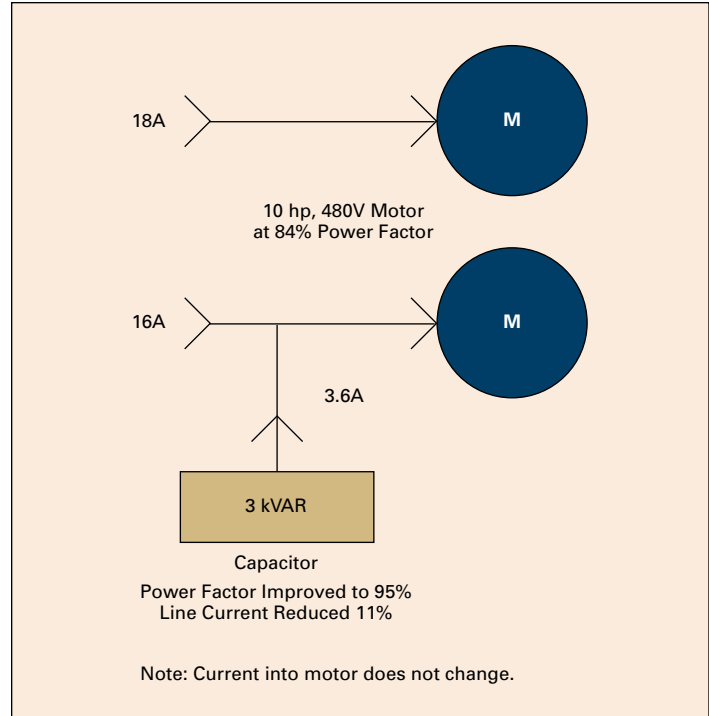 18A
M
10 hp, 480V Motor
at 84% Power Factor
16A
M
3.6A
3 kVAR
Capacitor
Power Factor Improved to 95%
Line Current Reduced 11%
Note: Current into motor does not change.